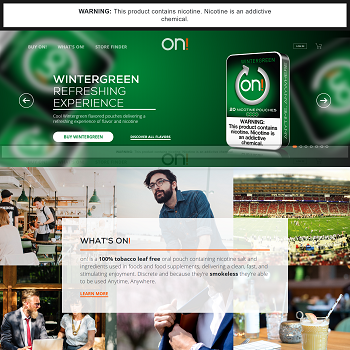 WARNING: This product contains nicotine. Nicotine is an addictive
chemical.
BUY ON! WHAT'S ON! STORE FINDER
on!
LOG IN
WINTERGREEN
REFRESHING
EXPERIENCE
Cool Wintergreen flavored pouches delivering a
refreshing experience of flavor and nicotine
BUY WINTERGREEN
DISCOVER ALL FLAVORS
WINTERGREEN
on!
20 NICOTINE POUCHES
WARNING:
This product
contains nicotine.
Nicotine is
an addictive
chemical.
ANYTIME. ANYWHERE.
on!
WHAT'S ON!
on! is a 100% tobacco leaf free oral pouch containing nicotine salt and
ingredients used in foods and food supplements, delivering a clean, fast, and
stimulating enjoyment. Discrete and because they're smokeless they're able
to be used Anytime, Anywhere.
LEARN MORE